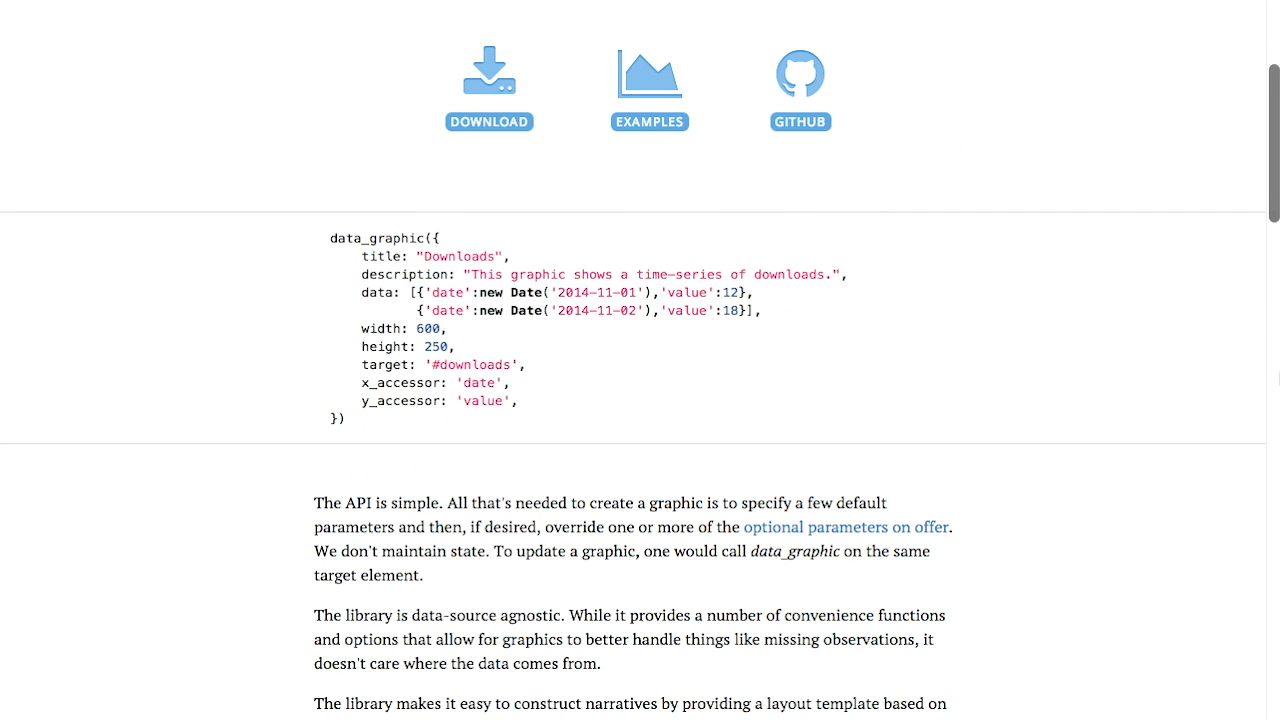 DOWNLOAD EXAMPLES GITHUB
data_graphic({
    title: "Downloads",
    description: "This graphic shows a time-series of downloads.",
    data: [{'date':new Date('2014-11-01'),'value':12},
           {'date':new Date('2014-11-02'),'value':18}],
    width: 600,
    height: 250,
    target: '#downloads',
    x_accessor: 'date',
    y_accessor: 'value',
})
The API is simple. All that's needed to create a graphic is to specify a few default
parameters and then, if desired, override one or more of the optional parameters on offer.
We don't maintain state. To update a graphic, one would call data_graphic on the same
target element.
The library is data-source agnostic. While it provides a number of convenience functions
and options that allow for graphics to better handle things like missing observations, it
doesn't care where the data comes from.
The library makes it easy to construct narratives by providing a layout template based on